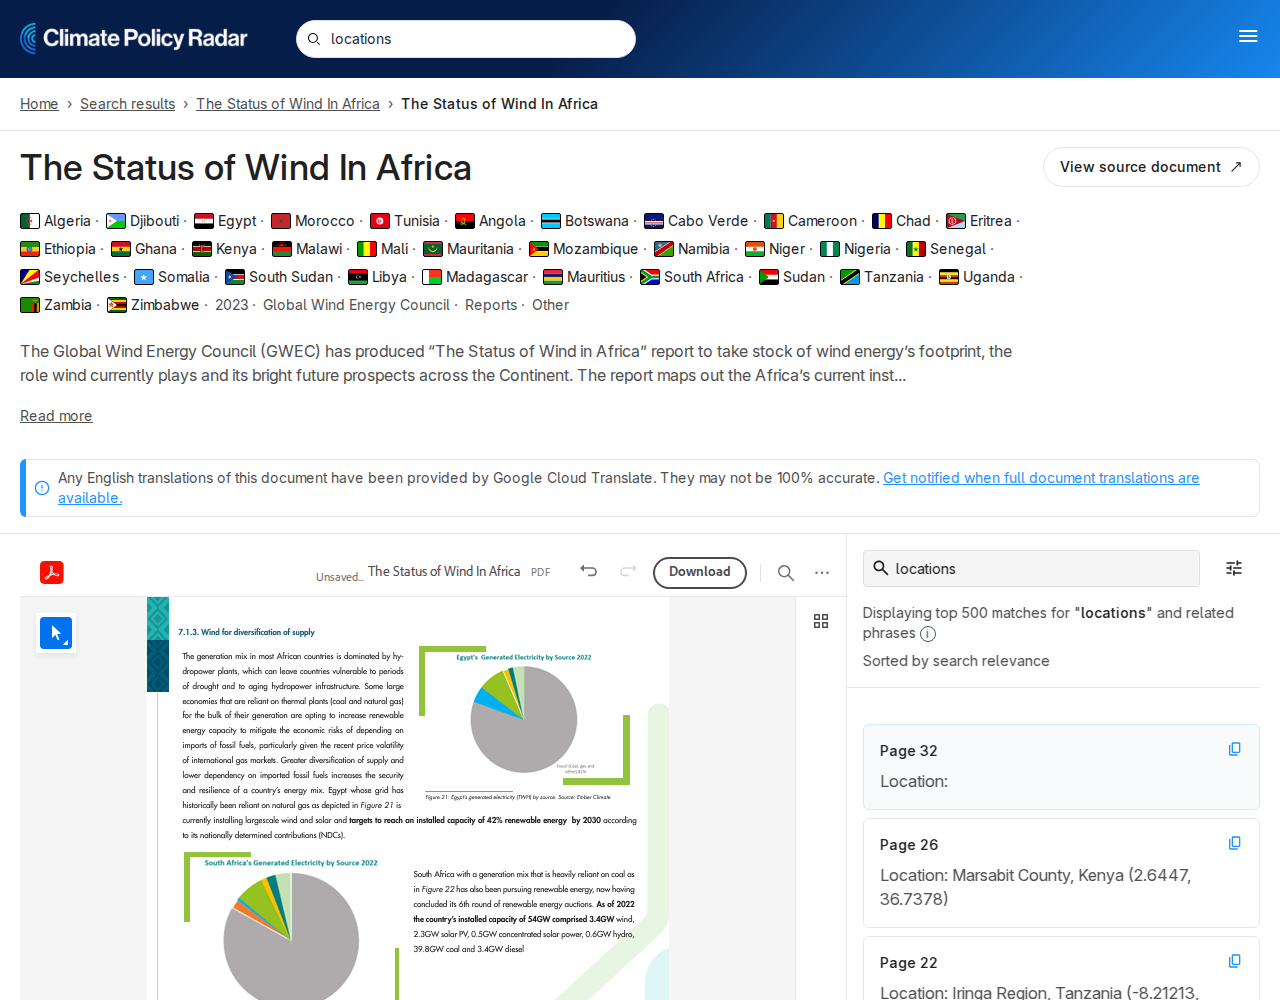 Climate Policy Radar
locations
Home › Search results › The Status of Wind In Africa › The Status of Wind In Africa
The Status of Wind In Africa
View source document ↗
Algeria · Djibouti · Egypt · Morocco · Tunisia · Angola · Botswana · Cabo Verde · Cameroon · Chad · Eritrea ·
Ethiopia · Ghana · Kenya · Malawi · Mali · Mauritania · Mozambique · Namibia · Niger · Nigeria · Senegal ·
Seychelles · Somalia · South Sudan · Libya · Madagascar · Mauritius · South Africa · Sudan · Tanzania · Uganda ·
Zambia · Zimbabwe · 2023 · Global Wind Energy Council · Reports · Other
The Global Wind Energy Council (GWEC) has produced “The Status of Wind in Africa” report to take stock of wind energy’s footprint, the
role wind currently plays and its bright future prospects across the Continent. The report maps out the Africa’s current inst...
Read more
Any English translations of this document have been provided by Google Cloud Translate. They may not be 100% accurate. Get notified when full document translations are
available.
Unsaved... The Status of Wind In Africa PDF
Download
7.1.3. Wind for diversification of supply
The generation mix in most African countries is dominated by hy-
dropower plants, which can leave countries vulnerable to periods
of drought and to aging hydropower infrastructure. Some large
economies that are reliant on thermal plants (coal and natural gas)
for the bulk of their generation are opting to increase renewable
energy capacity to mitigate the economic risks of depending on
imports of fossil fuels, particularly given the recent price volatility
of international gas markets. Greater diversification of supply and
lower dependency on imported fossil fuels increases the security
and resilience of a country’s energy mix. Egypt whose grid has
historically been reliant on natural gas as depicted in Figure 21 is
currently installing largescale wind and solar and targets to reach an installed capacity of 42% renewable energy by 2030 according
to its nationally determined contributions (NDCs).
Egypt's Generated Electricity by Source 2022
Fossil (Coal, gas and
other),81%
Figure 21: Egypt's generated electricity (TWH) by source. Source: Ember Climate
South Africa's Generated Electricity by Source 2022
South Africa with a generation mix that is heavily reliant on coal as
in Figure 22 has also been pursuing renewable energy, now having
concluded its 6th round of renewable energy auctions. As of 2022
the country's installed capacity of 54GW comprised 3.4GW wind,
2.3GW solar PV, 0.5GW concentrated solar power, 0.6GW hydro,
39.8GW coal and 3.4GW diesel
locations
Displaying top 500 matches for "locations" and related
phrases
Sorted by search relevance
Page 32
Location:
Page 26
Location: Marsabit County, Kenya (2.6447,
36.7378)
Page 22
Location: Iringa Region, Tanzania (-8.21213,